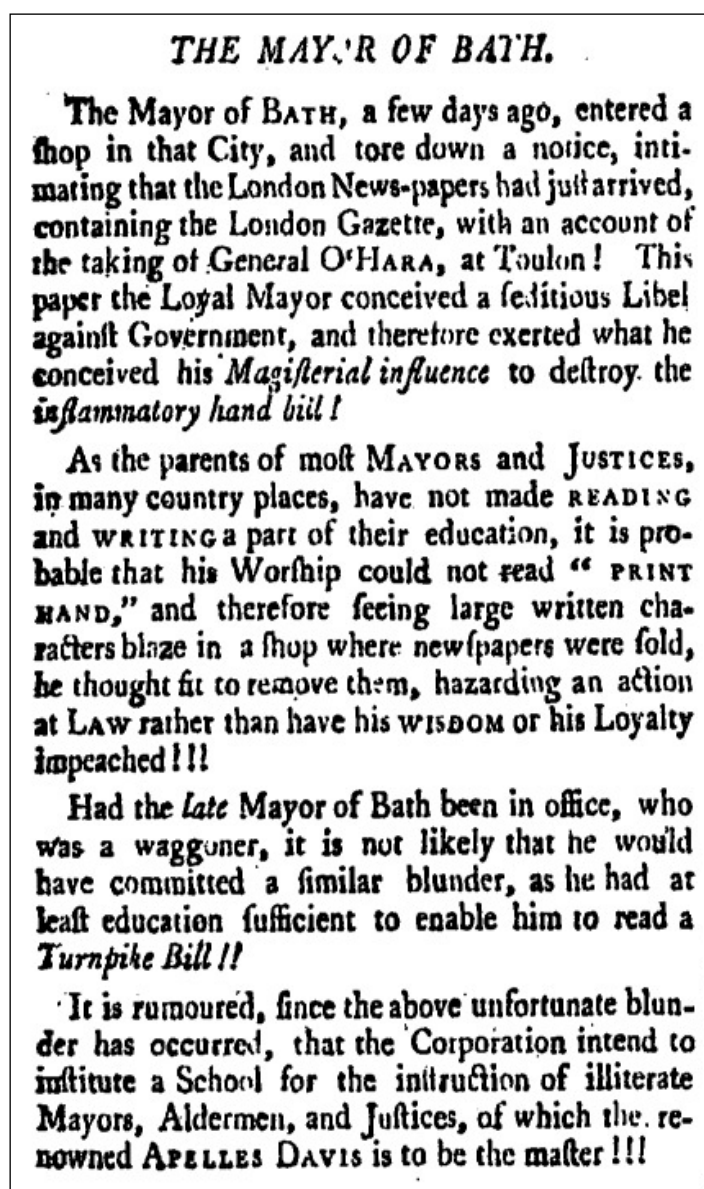 THE MAYOR OF BATH.
The Mayor of BATH, a few days ago, entered a
ſhop in that City, and tore down a notice, inti-
mating that the London News-papers had juſt arrived,
containing the London Gazette, with an account of
the taking of General O'HARA, at Toulon! This
paper the Loyal Mayor conceived a ſeditious Libel
againſt Government, and therefore exerted what he
conceived his Magiſterial influence to deſtroy. the
inflammatory hand bill!
As the parents of moſt MAYORS and JUSTICES,
in many country places, have not made READING
and WRITING a part of their education, it is pro-
bable that his Worſhip could not read “ PRINT
HAND,” and therefore ſeeing large written cha-
racters blaze in a ſhop where newſpapers were ſold,
he thought fit to remove them, hazarding an action
at LAW rather than have his WISDOM or his Loyalty
impeached!!!
Had the late Mayor of Bath been in office, who
was a waggoner, it is not likely that he would
have committed a ſimilar blunder, as he had at
leaſt education ſufficient to enable him to read a
Turnpike Bill!!
It is rumoured, ſince the above unfortunate blun-
der has occurred, that the Corporation intend to
inſtitute a School for the inſtruction of illiterate
Mayors, Aldermen, and Juſtices, of which the. re-
nowned APELLES DAVIS is to be the maſter!!!